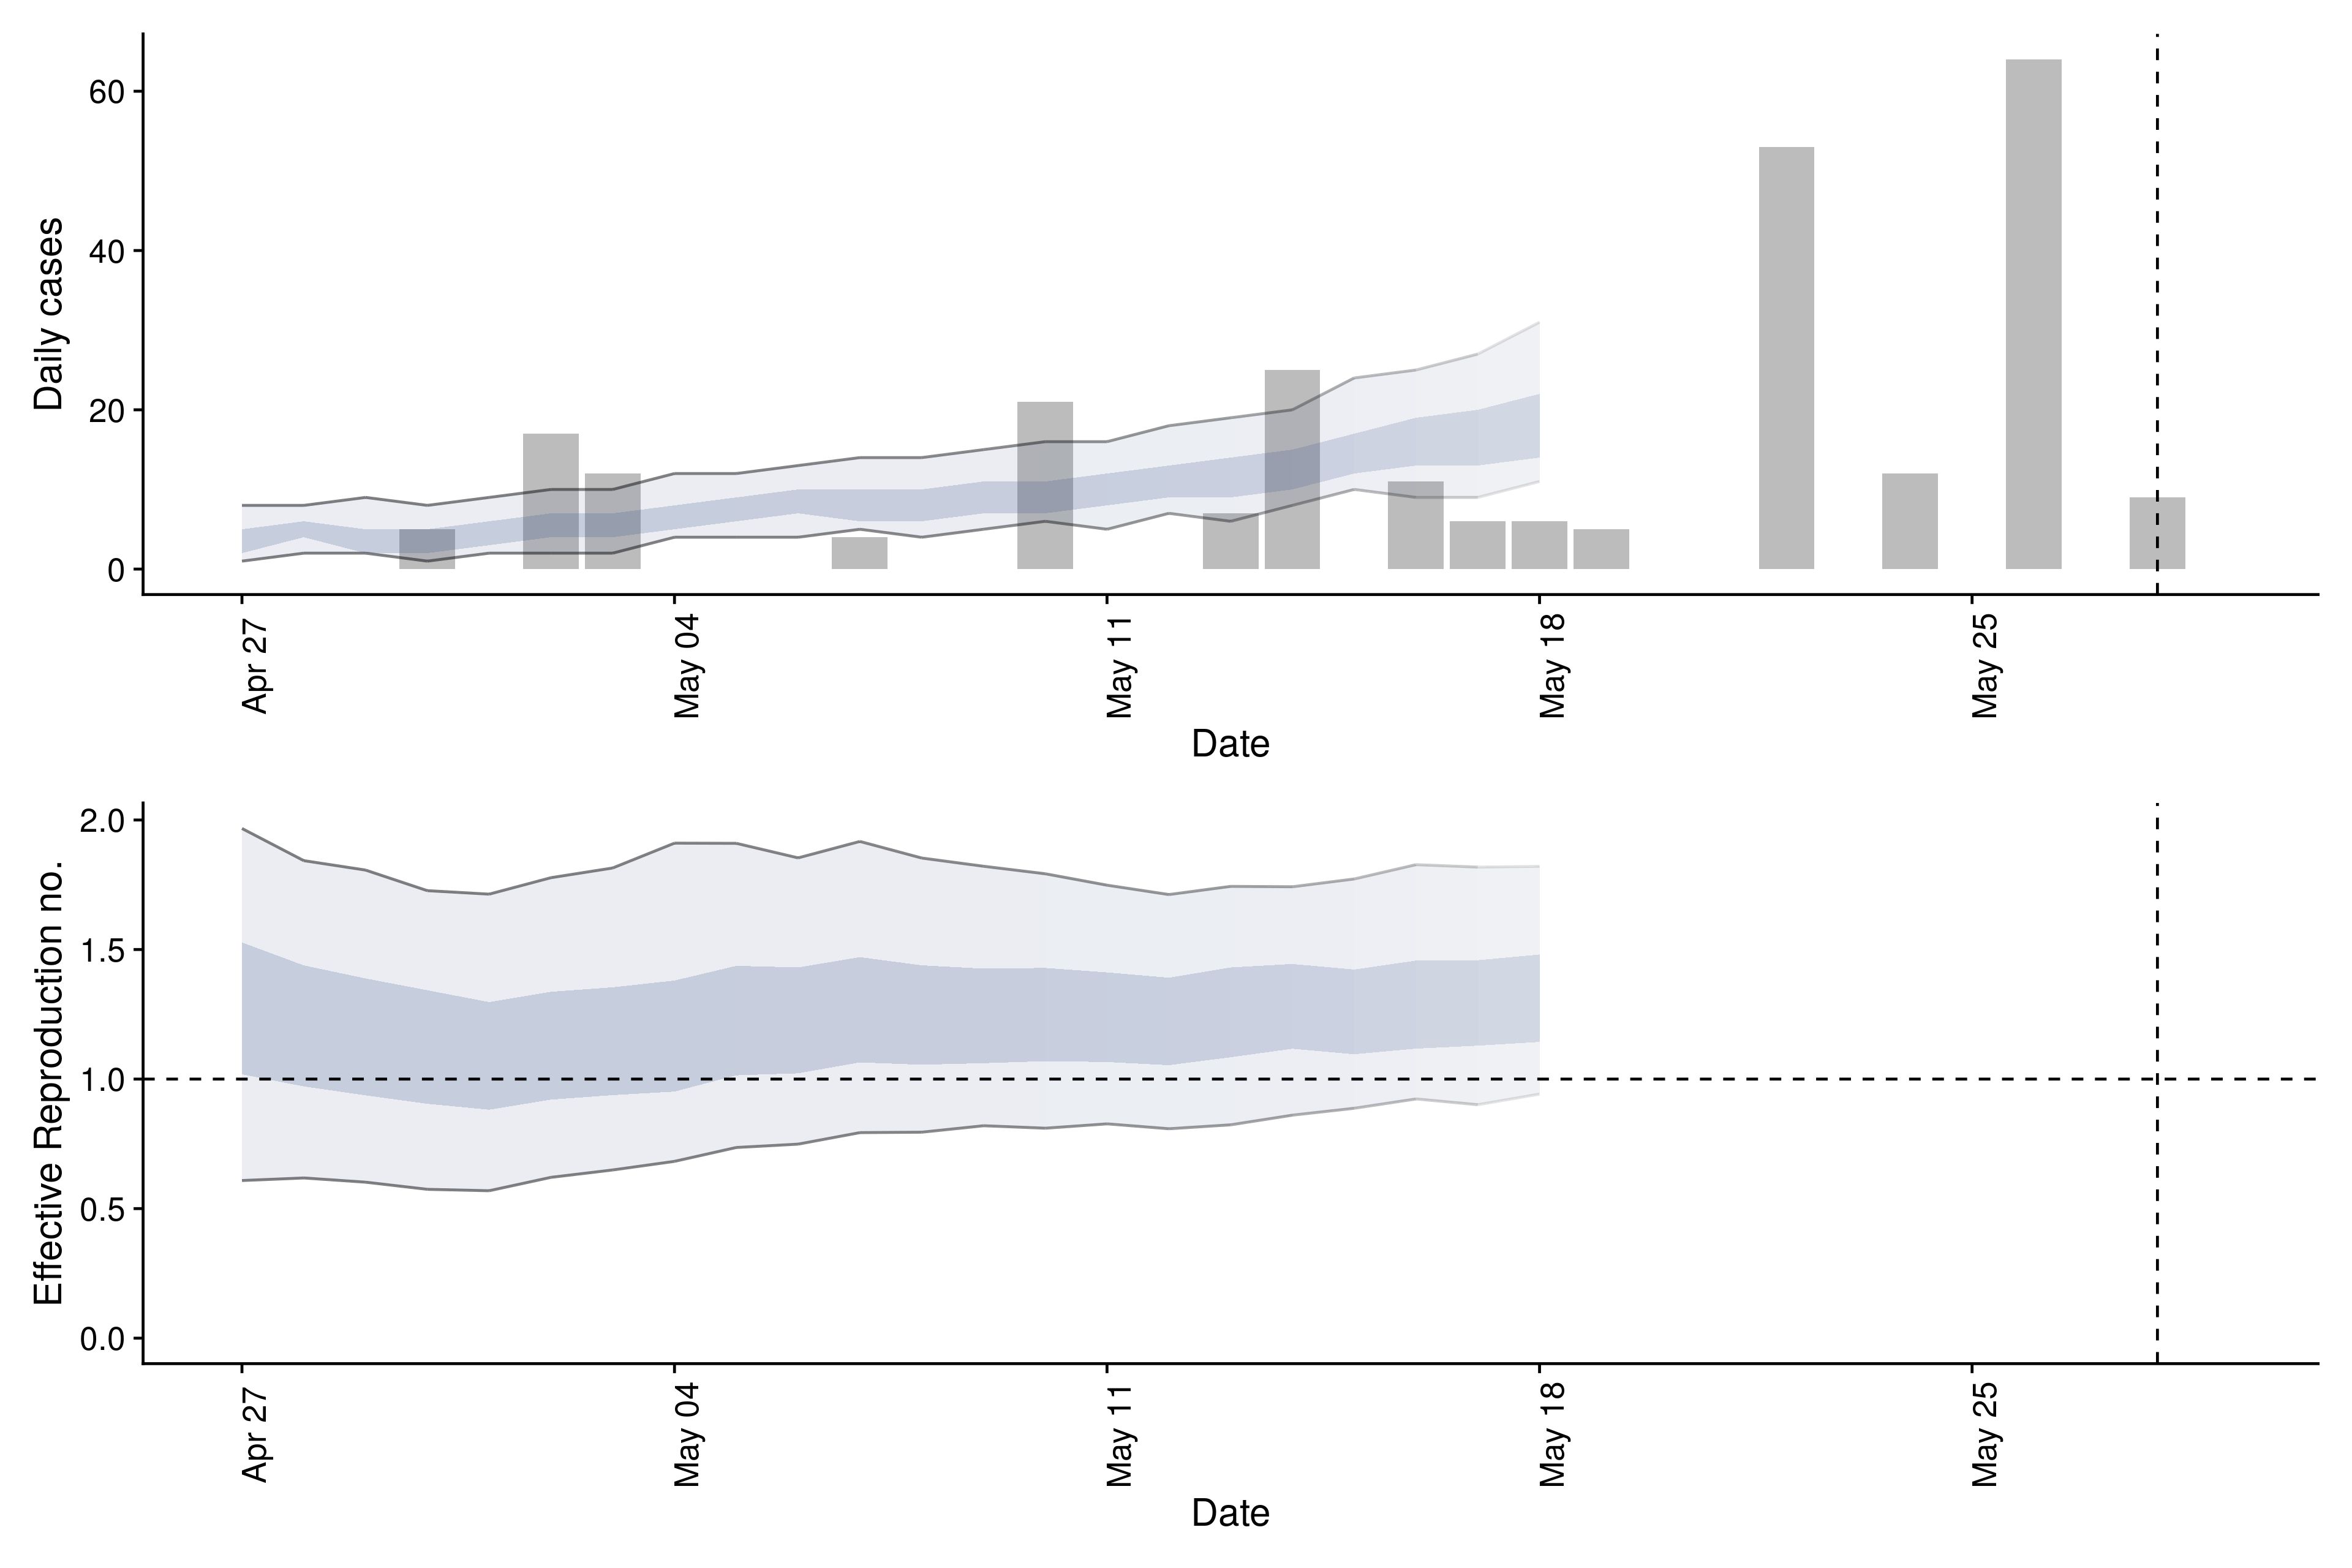 Daily cases
60
40
20
0
Apr 27
May 04
May 11
May 18
May 25
Date
Effective Reproduction no.
2.0
1.5
1.0
0.5
0.0
Apr 27
May 04
May 11
May 18
May 25
Date